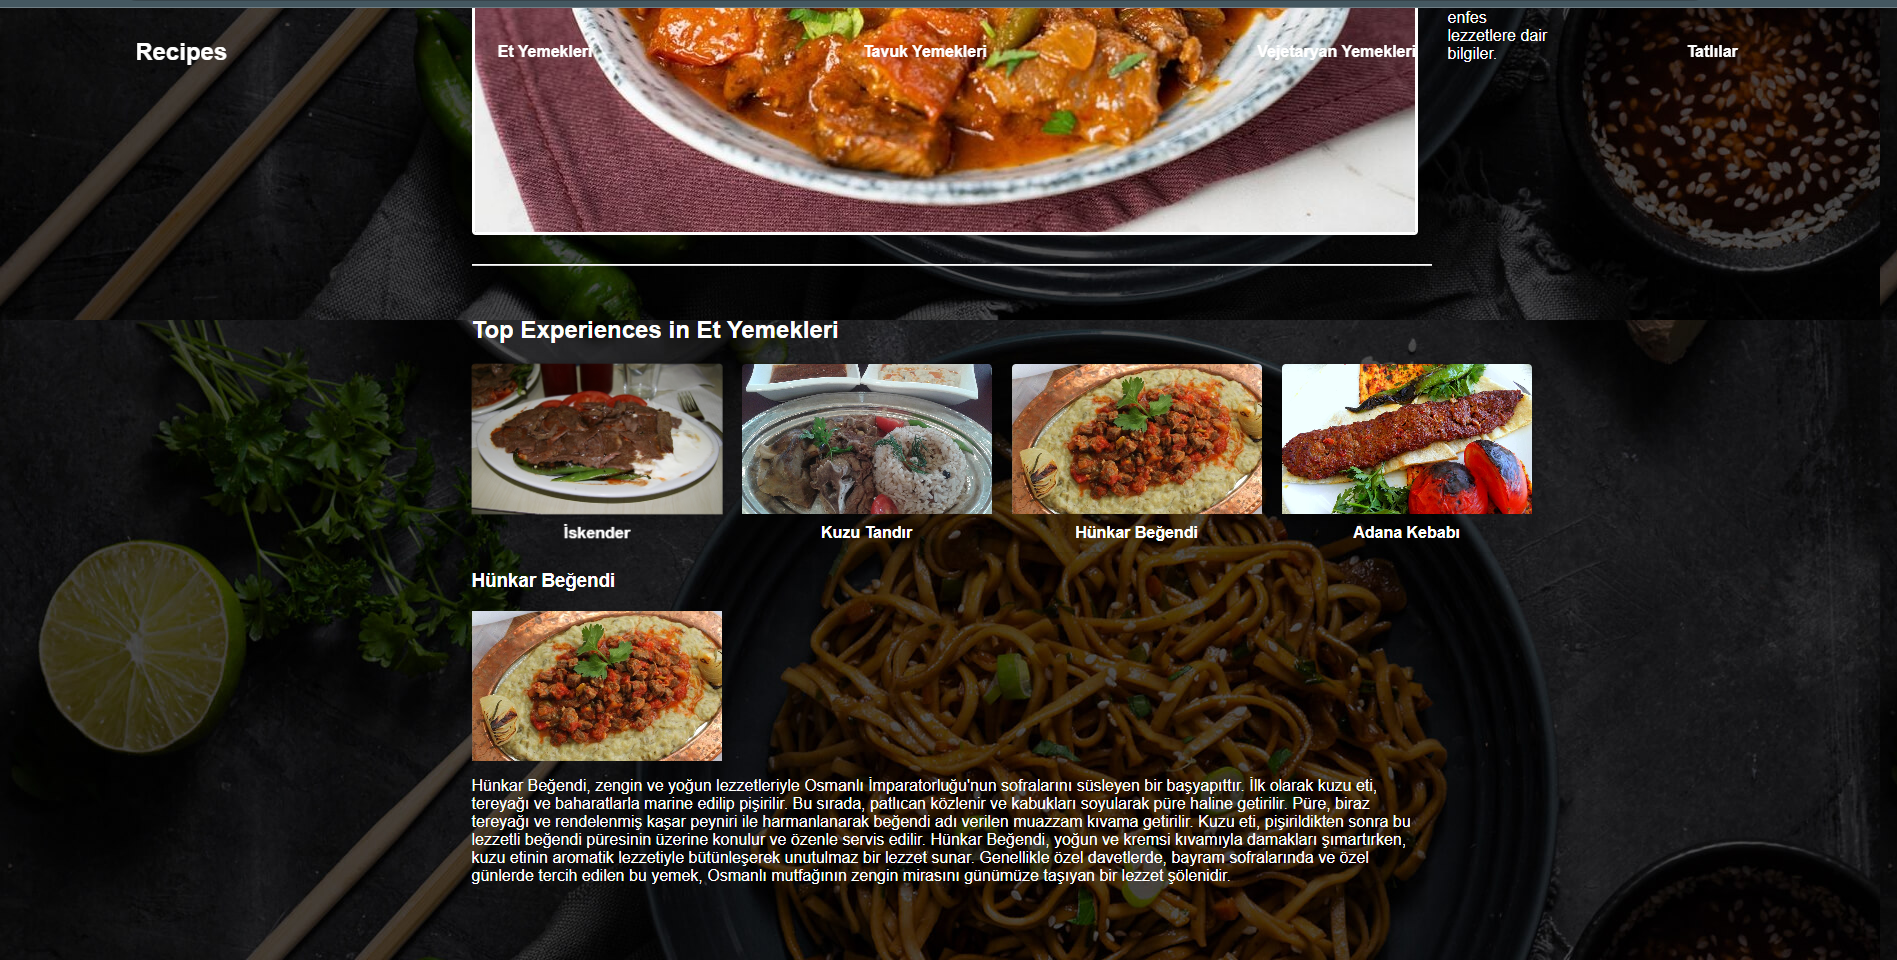 enfes
lezzetlere dair
bilgiler.
Recipes
Et Yemekleri
Tavuk Yemekleri
Vejetaryan Yemekleri
Tatlılar
Top Experiences in Et Yemekleri
İskender
Kuzu Tandır
Hünkar Beğendi
Adana Kebabı
Hünkar Beğendi
Hünkar Beğendi, zengin ve yoğun lezzetleriyle Osmanlı İmparatorluğu'nun sofralarını süsleyen bir başyapıttır. İlk olarak kuzu eti,
tereyağı ve baharatlarla marine edilip pişirilir. Bu sırada, patlıcan közlenir ve kabukları soyularak püre haline getirilir. Püre, biraz
tereyağı ve rendelenmiş kaşar peyniri ile harmanlanarak beğendi adı verilen muazzam kıvama getirilir. Kuzu eti, pişirildikten sonra bu
lezzetli beğendi püresinin üzerine konulur ve özenle servis edilir. Hünkar Beğendi, yoğun ve kremsi kıvamıyla damakları şımartırken,
kuzu etinin aromatik lezzetiyle bütünleşerek unutulmaz bir lezzet sunar. Genellikle özel davetlerde, bayram sofralarında ve özel
günlerde tercih edilen bu yemek, Osmanlı mutfağının zengin mirasını günümüze taşıyan bir lezzet şölenidir.